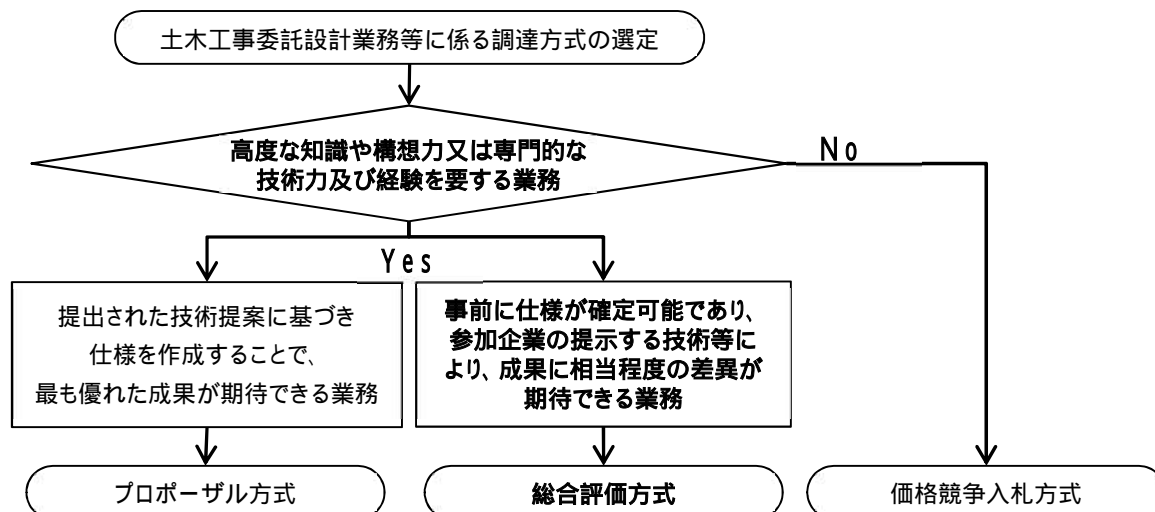 土木工事委託設計業務等に係る調達方式の選定
高度な知識や構想力又は専門的な
技術力及び経験を要する業務
No
Yes
提出された技術提案に基づき
仕様を作成することで、
最も優れた成果が期待できる業務
事前に仕様が確定可能であり、
参加企業の提示する技術等に
より、成果に相当程度の差異が
期待できる業務
プロポーザル方式
総合評価方式
価格競争入札方式